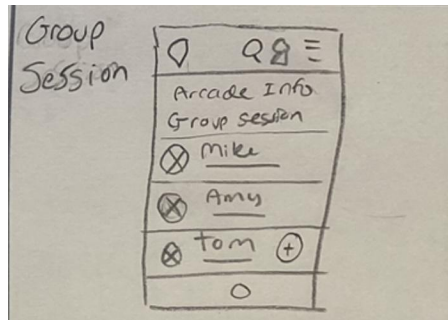 Group
Session
Arcade Info
Group session
Mike
Amy
Tom